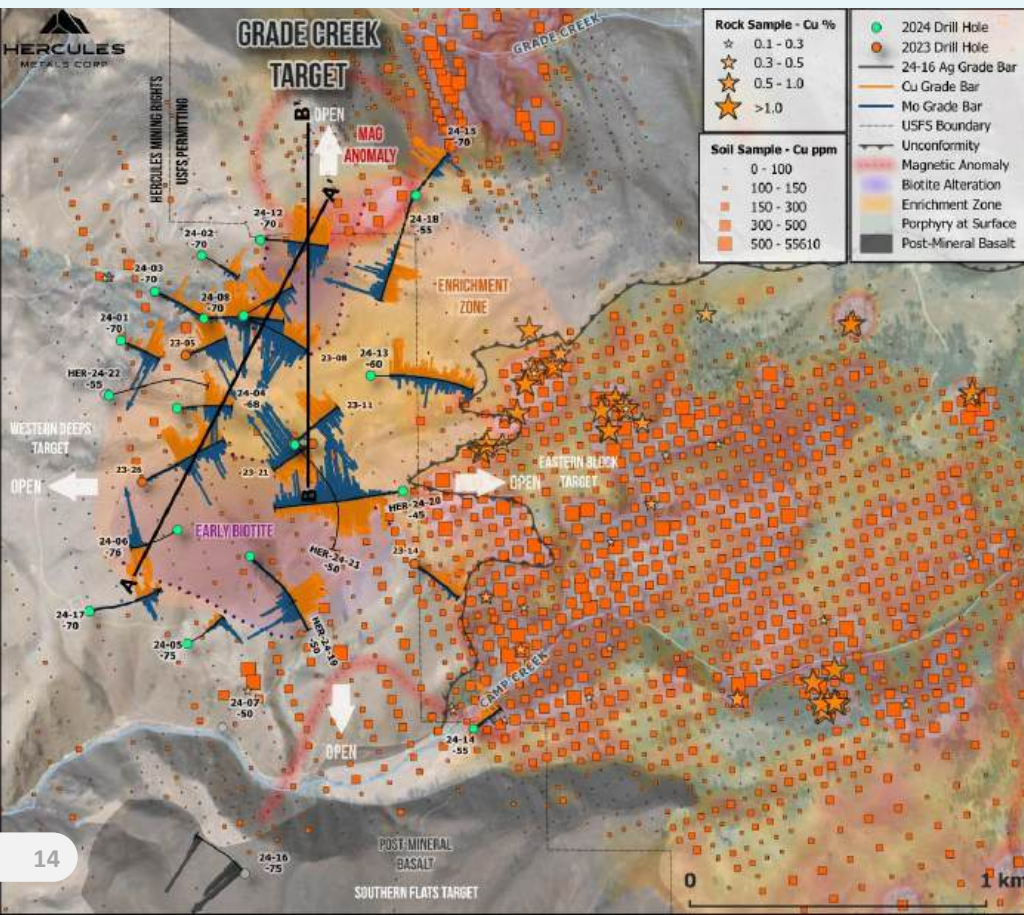 HERCULES
METALS CORP
GRADE CREEK
TARGET
GRADE CREEK
HERCULES MINING RIGHTS
USFS PERMITTING
B'
OPEN
MAG
ANOMALY
A'
24-15
-70
24-12
-70
24-18
-55
24-02
-70
24-03
-70
ENRICHMENT
ZONE
24-08
-70
24-01
-70
23-05
23-08
24-13
-60
HER-24-22
-55
24-04
-68
23-11
WESTERN DEEPS
TARGET
23-26
23-21
OPEN
B
OPEN
EASTERN BLOCK
TARGET
HER-24-20
-45
EARLY BIOTITE
24-06
-76
HER-24-21
-50
23-14
A
24-17
-70
24-05
-75
HER-24-19
-50
24-07
-50
CAMP CREEK
OPEN
24-14
-55
24-16
-75
POST-MINERAL
BASALT
SOUTHERN FLATS TARGET
14
Rock Sample - Cu %
0.1 - 0.3
0.3 - 0.5
0.5 - 1.0
>1.0
Soil Sample - Cu ppm
0 - 100
100 - 150
150 - 300
300 - 500
500 - 55610
2024 Drill Hole
2023 Drill Hole
24-16 Ag Grade Bar
Cu Grade Bar
Mo Grade Bar
USFS Boundary
Unconformity
Magnetic Anomaly
Biotite Alteration
Enrichment Zone
Porphyry at Surface
Post-Mineral Basalt
0
1 km